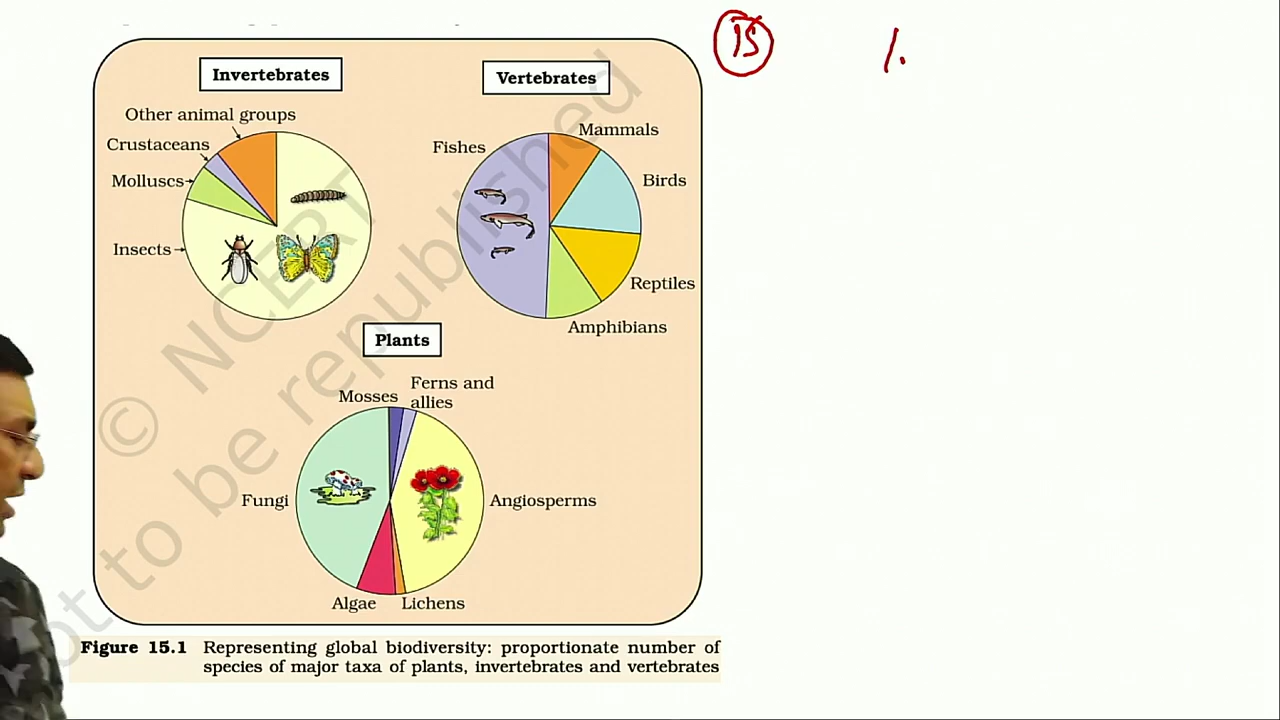 Invertebrates
Other animal groups
Crustaceans
Molluscs
Insects
Vertebrates
Mammals
Fishes
Birds
Reptiles
Amphibians
Plants
Mosses
Ferns and
allies
Fungi
Angiosperms
Algae
Lichens
Figure 15.1 Representing global biodiversity: proportionate number of
species of major taxa of plants, invertebrates and vertebrates
© NCERT
not to be republished
15